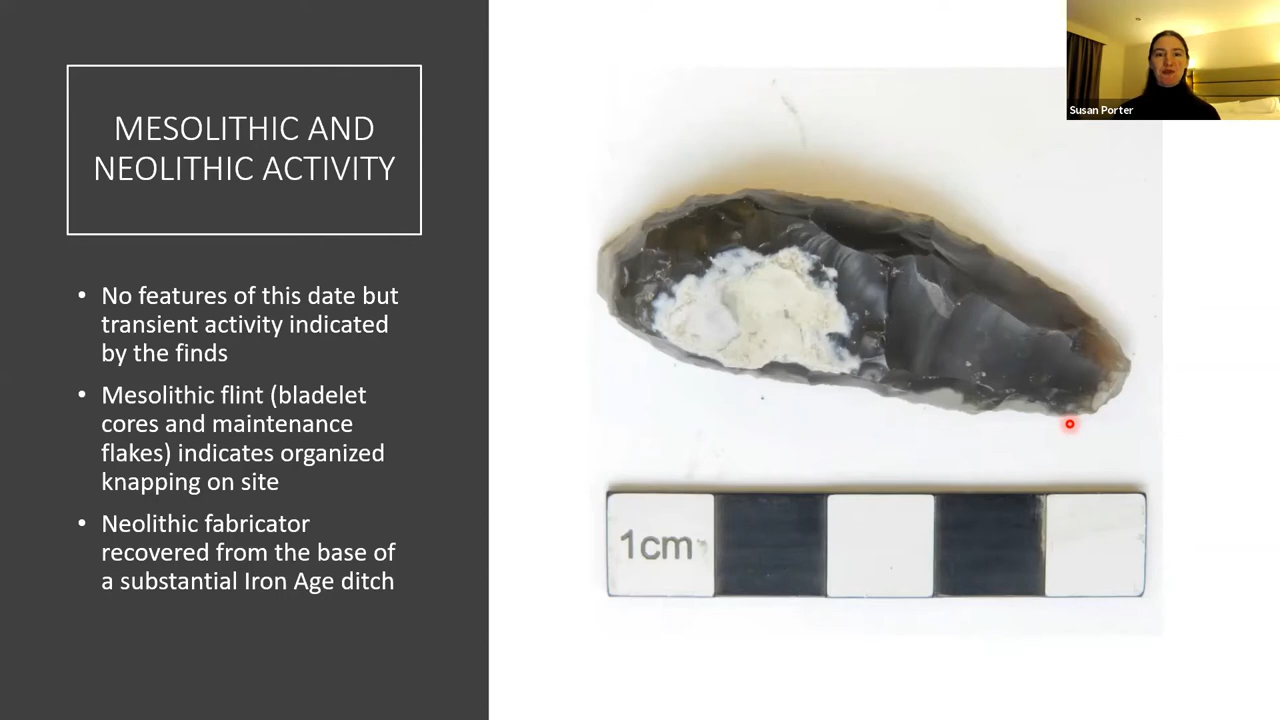 MESOLITHIC AND
NEOLITHIC ACTIVITY
• No features of this date but
transient activity indicated
by the finds
• Mesolithic flint (bladelet
cores and maintenance
flakes) indicates organized
knapping on site
• Neolithic fabricator
recovered from the base of
a substantial Iron Age ditch
1cm
Susan Porter